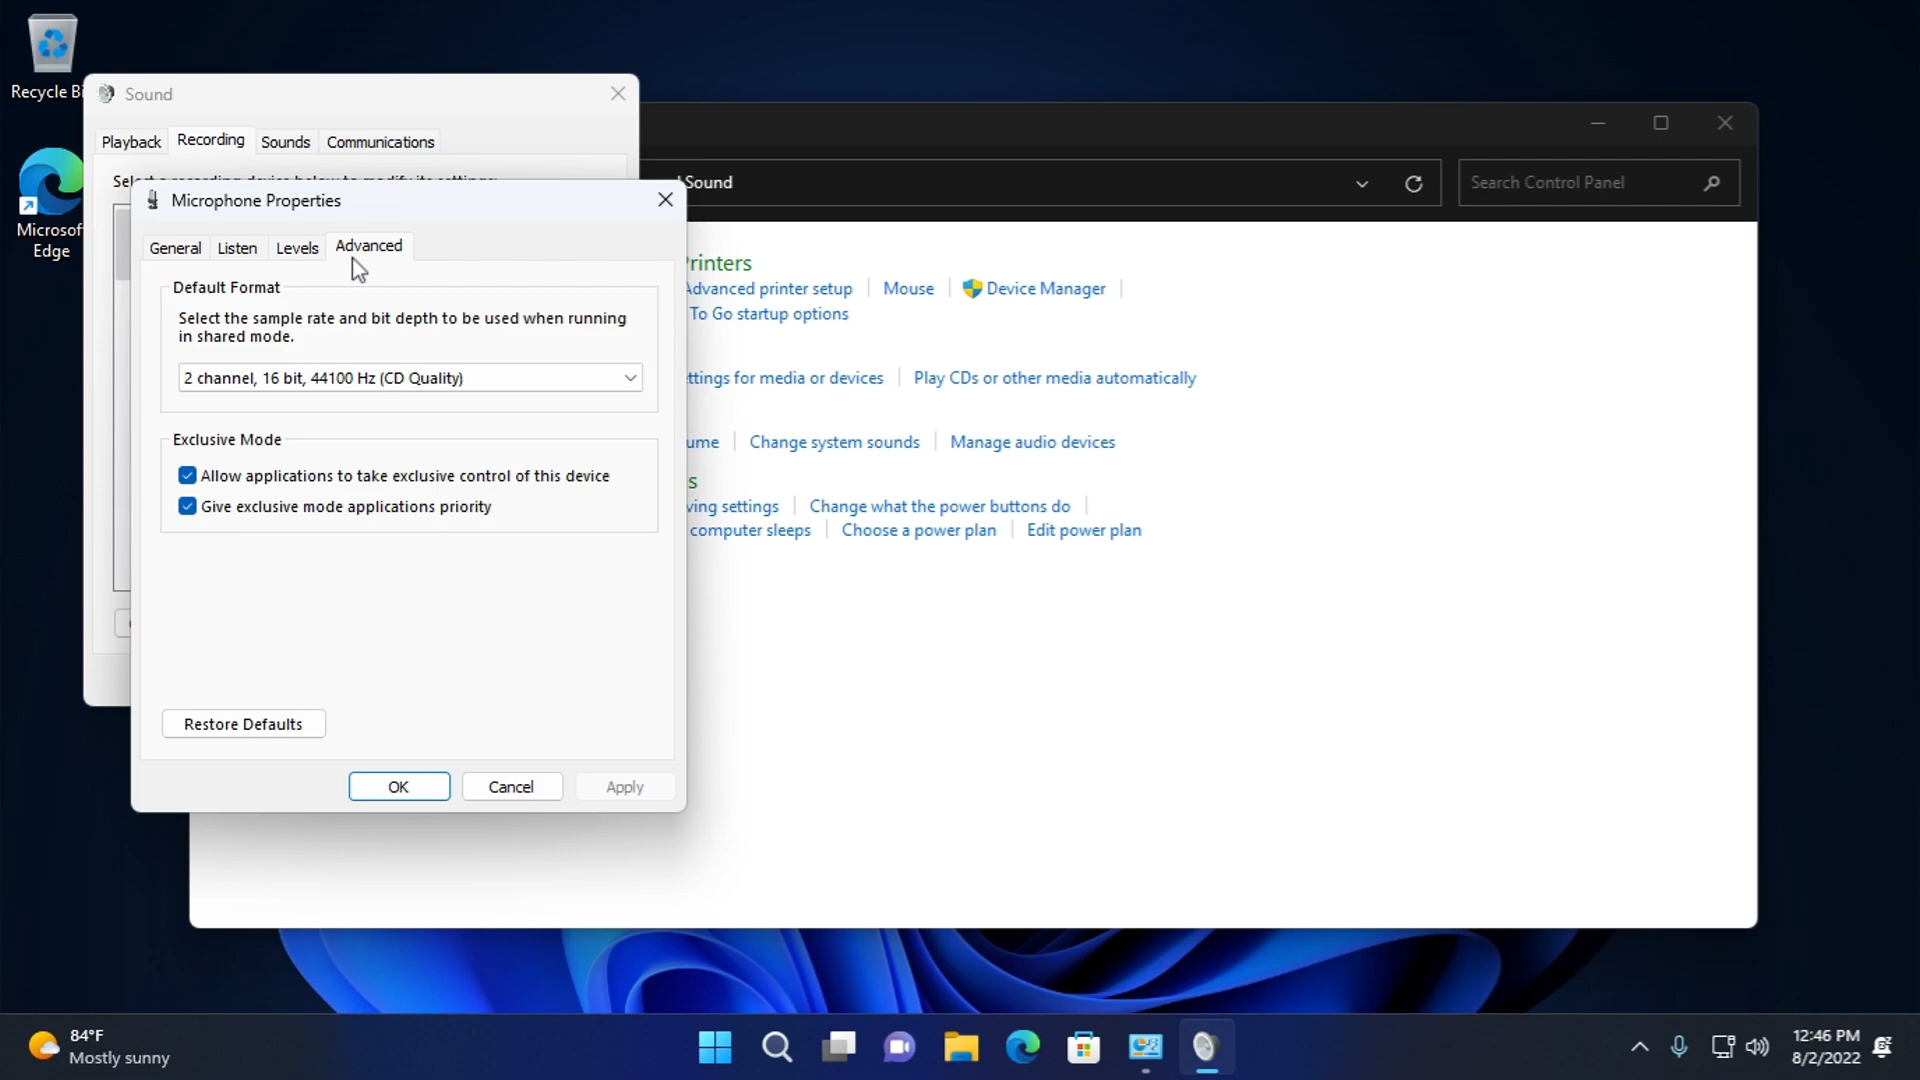 Recycle Bi
Microsof
Edge
Sound
Playback
Recording
Sounds
Communications
Microphone Properties
General
Listen
Levels
Advanced
Default Format
Select the sample rate and bit depth to be used when running
in shared mode.
2 channel, 16 bit, 44100 Hz (CD Quality)
Exclusive Mode
Allow applications to take exclusive control of this device
Give exclusive mode applications priority
Restore Defaults
OK
Cancel
Apply
Sound
Search Control Panel
Printers
Advanced printer setup
Mouse
Device Manager
To Go startup options
ettings for media or devices
Play CDs or other media automatically
ume
Change system sounds
Manage audio devices
s
ving settings
Change what the power buttons do
computer sleeps
Choose a power plan
Edit power plan
84°F
Mostly sunny
12:46 PM
8/2/2022